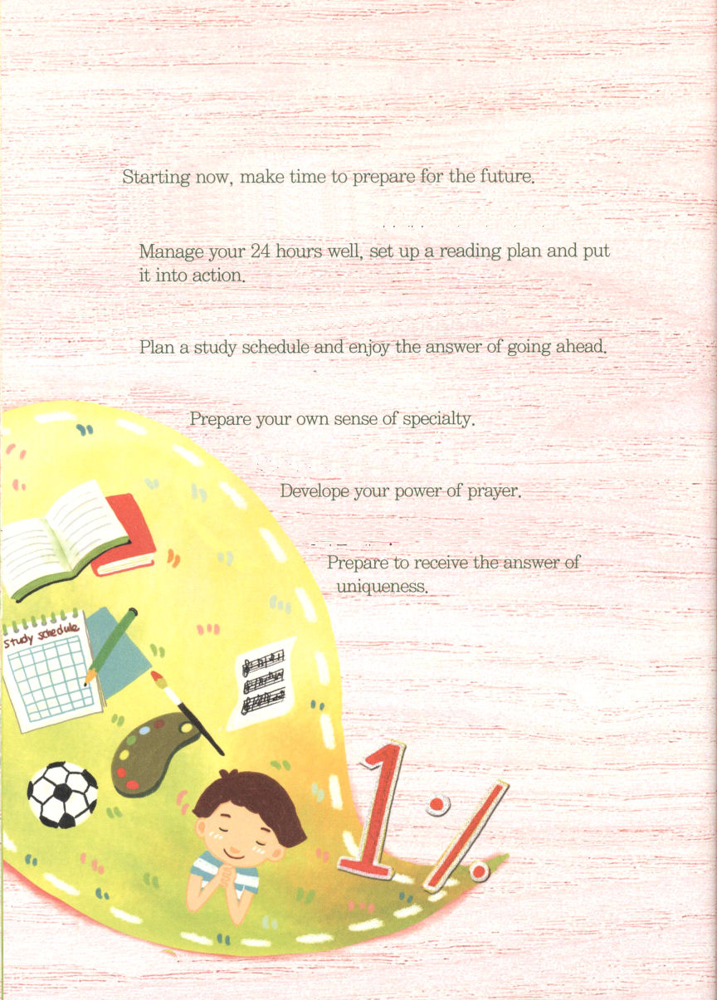 Starting now, make time to prepare for the future.
Manage your 24 hours well, set up a reading plan and put
it into action.
Plan a study schedule and enjoy the answer of going ahead.
Prepare your own sense of specialty.
Develope your power of prayer.
Prepare to receive the answer of
uniqueness.
Study schedule
1%